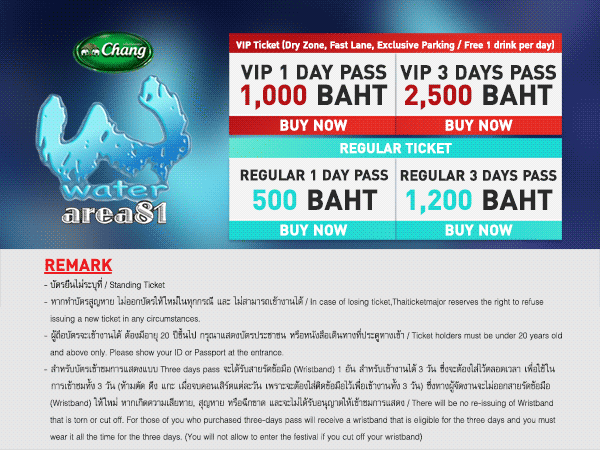 Chang
water
area81
VIP Ticket (Dry Zone, Fast Lane, Exclusive Parking / Free 1 drink per day)
VIP 1 DAY PASS
1,000 BAHT
BUY NOW
VIP 3 DAYS PASS
2,500 BAHT
BUY NOW
REGULAR TICKET
REGULAR 1 DAY PASS
500 BAHT
BUY NOW
REGULAR 3 DAYS PASS
1,200 BAHT
BUY NOW
REMARK
- บัตรยืนไม่ระบุที่ / Standing Ticket
- หากทำบัตรสูญหาย ไม่ออกบัตรให้ใหม่ในทุกกรณี และ ไม่สามารถเข้างานได้ / In case of losing ticket,Thaiticketmajor reserves the right to refuse
issuing a new ticket in any circumstances.
- ผู้ถือบัตรจะเข้างานได้ ต้องมีอายุ 20 ปีขึ้นไป กรุณาแสดงบัตรประชาชน หรือหนังสือเดินทางที่ประตูทางเข้า / Ticket holders must be under 20 years old
and above only. Please show your ID or Passport at the entrance.
- สำหรับบัตรเข้าชมการแสดงแบบ Three days pass จะได้รับสายรัดข้อมือ (Wristband) 1 อัน สำหรับเข้างานได้ 3 วัน ซึ่งจะต้องใส่ไว้ตลอดเวลา เพื่อใช้ใน
การเข้าชมทั้ง 3 วัน (ห้ามตัด ดึง แกะ เมื่อจบคอนเสิร์ตแต่ละวัน เพราะจะต้องใส่ติดข้อมือไว้เพื่อเข้างานทั้ง 3 วัน) ซึ่งทางผู้จัดงานจะไม่ออกสายรัดข้อมือ
(Wristband) ให้ใหม่ หากเกิดความเสียหาย, สูญหาย หรือฉีกขาด และจะไม่ได้รับอนุญาตให้เข้าชมการแสดง / There will be no re-issuing of Wristband
that is torn or cut off. For those of you who purchased three-days pass will receive a wristband that is eligible for the three days and you must
wear it all the time for the three days. (You will not allow to enter the festival if you cut off your wristband)